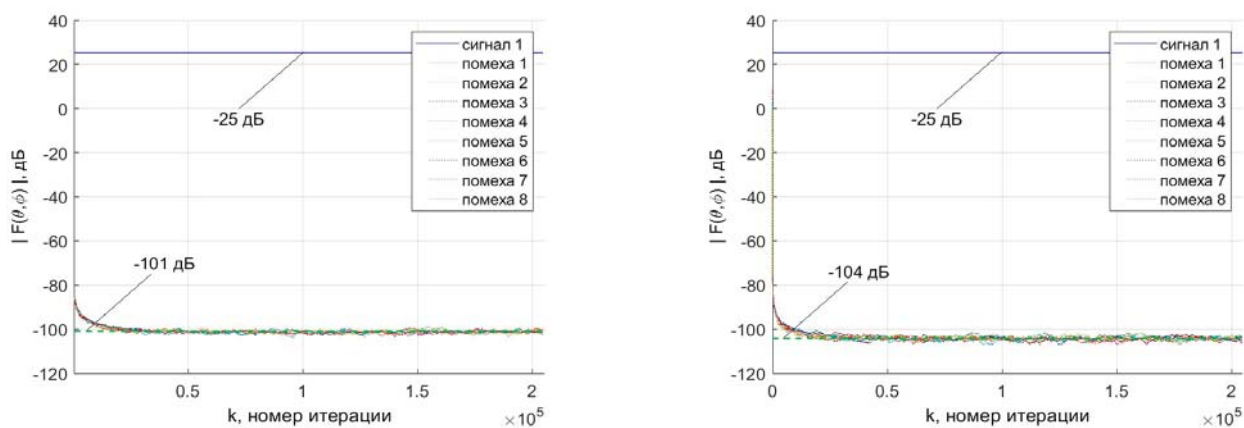 40
20
0
-20
-40
-60
-80
-100
-120
| F(θ,ϕ) |, дБ
сигнал 1
помеха 1
помеха 2
помеха 3
помеха 4
помеха 5
помеха 6
помеха 7
помеха 8
-25 дБ
-101 дБ
0.5 1 1.5 2
k, номер итерации ×10⁵
40
20
0
-20
-40
-60
-80
-100
-120
| F(θ,ϕ) |, дБ
сигнал 1
помеха 1
помеха 2
помеха 3
помеха 4
помеха 5
помеха 6
помеха 7
помеха 8
-25 дБ
-104 дБ
0 0.5 1 1.5 2
k, номер итерации ×10⁵